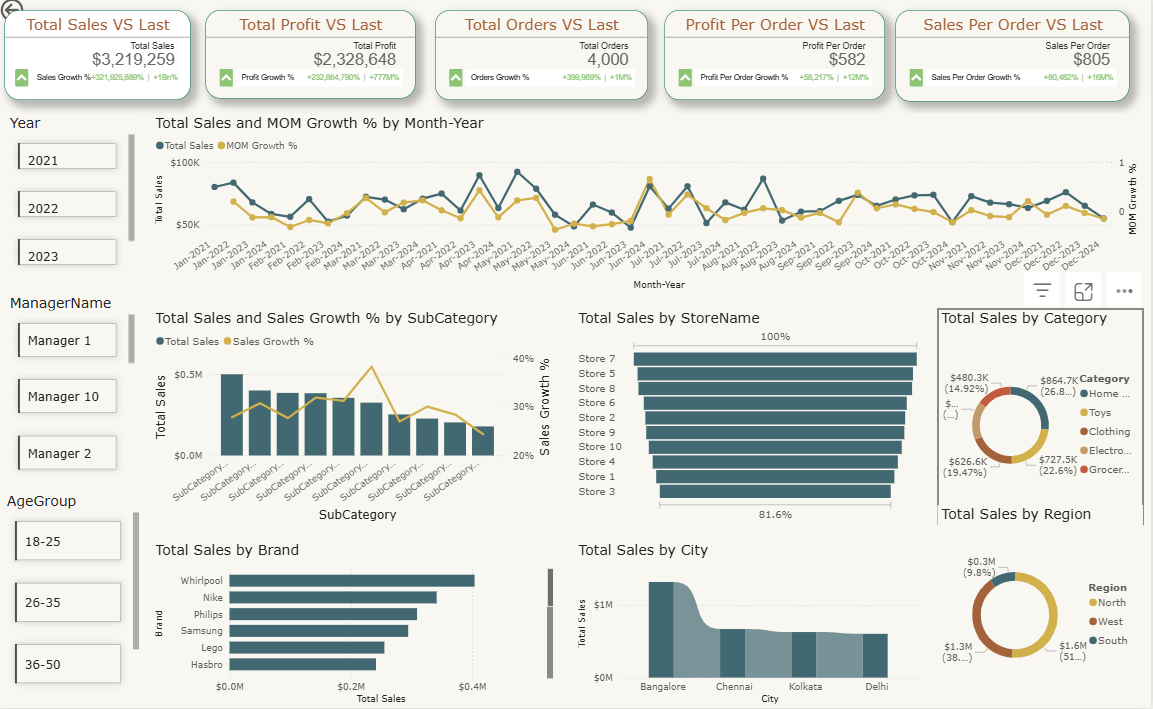 Total Sales VS Last
Total Sales
$3,219,259
Sales Growth % +321,925,889% | +1Bn%
Total Profit VS Last
Total Profit
$2,328,648
Profit Growth % +232,864,790% | +777M%
Total Orders VS Last
Total Orders
4,000
Orders Growth % +399,969% | +1M%
Profit Per Order VS Last
Profit Per Order
$582
Profit Per Order Growth % +58,217% | +12M%
Sales Per Order VS Last
Sales Per Order
$805
Sales Per Order Growth % +80,482% | +16M%
Year
2021
2022
2023
ManagerName
Manager 1
Manager 10
Manager 2
AgeGroup
18-25
26-35
36-50
Total Sales and MOM Growth % by Month-Year
Total Sales MOM Growth %
Total Sales
$100K
$50K
1
0
MOM Growth %
Jan-2021
Jan-2022
Jan-2023
Jan-2024
Feb-2021
Feb-2022
Feb-2023
Feb-2024
Mar-2021
Mar-2022
Mar-2023
Mar-2024
Apr-2021
Apr-2022
Apr-2023
Apr-2024
May-2021
May-2022
May-2023
May-2024
Jun-2021
Jun-2022
Jun-2023
Jun-2024
Jul-2021
Jul-2022
Jul-2023
Jul-2024
Aug-2021
Aug-2022
Aug-2023
Aug-2024
Sep-2021
Sep-2022
Sep-2023
Sep-2024
Oct-2021
Oct-2022
Oct-2023
Oct-2024
Nov-2021
Nov-2022
Nov-2023
Nov-2024
Dec-2021
Dec-2022
Dec-2023
Dec-2024
Month-Year
Total Sales and Sales Growth % by SubCategory
Total Sales Sales Growth %
Total Sales
$0.5M
$0.0M
40%
30%
20%
Sales Growth %
SubCategory...
SubCategory...
SubCategory...
SubCategory...
SubCategory...
SubCategory...
SubCategory...
SubCategory...
SubCategory...
SubCategory...
SubCategory
Total Sales by StoreName
100%
Store 7
Store 5
Store 8
Store 6
Store 2
Store 9
Store 10
Store 4
Store 1
Store 3
81.6%
Total Sales by Category
$480.3K
(14.92%)
$...
(...)
$626.6K
(19.47%)
$864.7K
(26.8...)
$727.5K
(22.6%)
Category
Home ...
Toys
Clothing
Electro...
Grocer...
Total Sales by Brand
Brand
Whirlpool
Nike
Philips
Samsung
Lego
Hasbro
$0.0M
$0.2M
$0.4M
Total Sales
Total Sales by City
Total Sales
$1M
$0M
Bangalore
Chennai
Kolkata
Delhi
City
Total Sales by Region
$0.3M
(9.8%)
$1.3M
(38....)
$1.6M
(51...)
Region
North
West
South